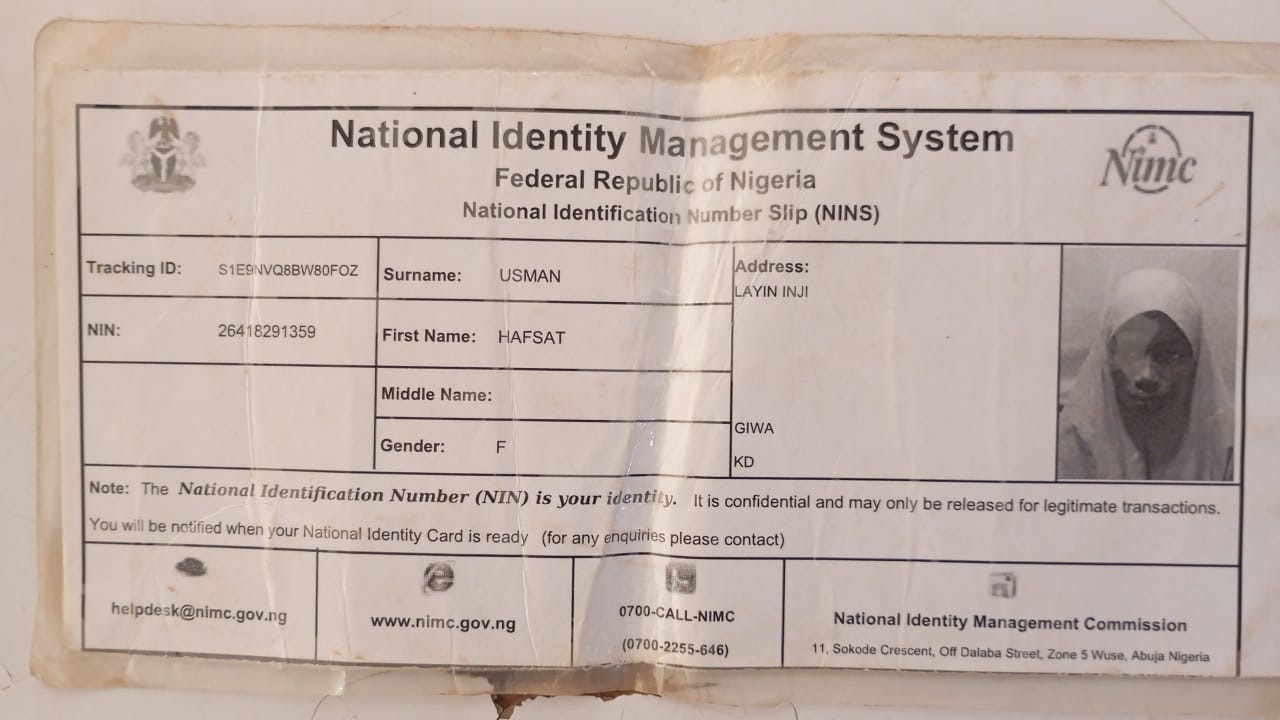 National Identity Management System
Federal Republic of Nigeria
National Identification Number Slip (NINS)
Nimc
Tracking ID: S1E9NVQ8BW80FOZ
Surname: USMAN
Address:
LAYIN INJI
NIN: 26418291359
First Name: HAFSAT
Middle Name:
GIWA
Gender: F
KD
Note: The National Identification Number (NIN) is your identity. It is confidential and may only be released for legitimate transactions.
You will be notified when your National Identity Card is ready (for any enquiries please contact)
helpdesk@nimc.gov.ng
www.nimc.gov.ng
0700-CALL-NIMC
(0700-2255-646)
National Identity Management Commission
11, Sokode Crescent, Off Dalaba Street, Zone 5 Wuse, Abuja Nigeria